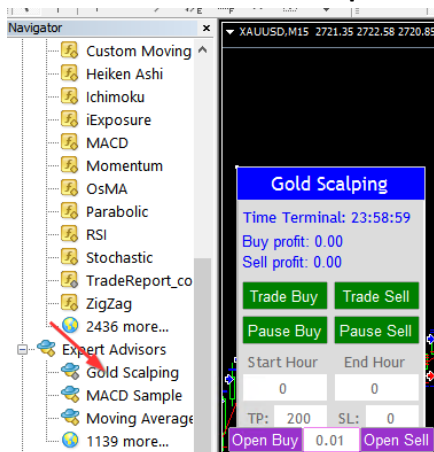 Navigator x
Custom Moving
Heiken Ashi
Ichimoku
iExposure
MACD
Momentum
OsMA
Parabolic
RSI
Stochastic
TradeReport_co
ZigZag
2436 more...
Expert Advisors
Gold Scalping
MACD Sample
Moving Average
1139 more...
XAUUSD,M15 2721.35 2722.58 2720.85
Gold Scalping
Time Terminal: 23:58:59
Buy profit: 0.00
Sell profit: 0.00
Trade Buy Trade Sell
Pause Buy Pause Sell
Start Hour End Hour
0 0
TP: 200 SL: 0
Open Buy 0.01 Open Sell